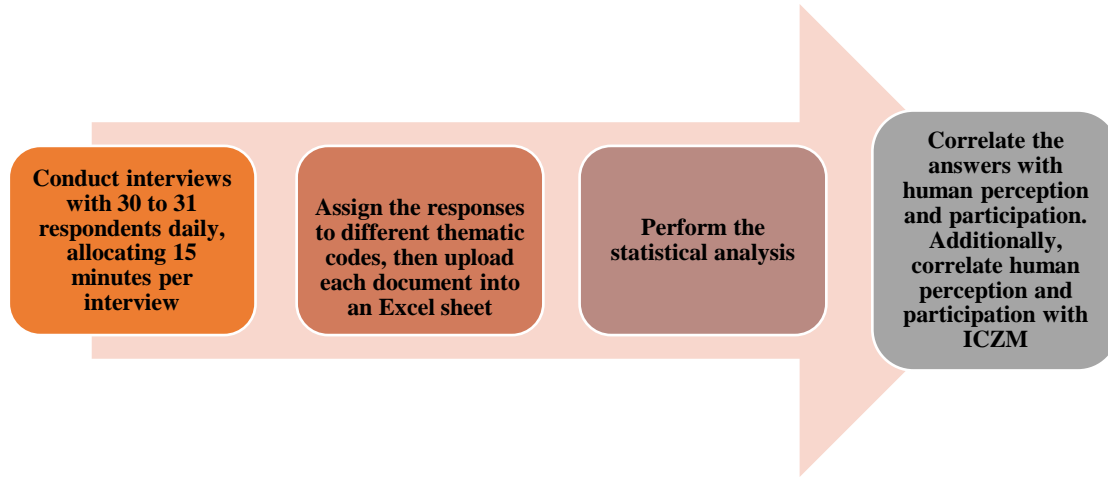 Conduct interviews
with 30 to 31
respondents daily,
allocating 15
minutes per
interview
Assign the responses
to different thematic
codes, then upload
each document into
an Excel sheet
Perform the
statistical analysis
Correlate the
answers with
human perception
and participation.
Additionally,
correlate human
perception and
participation with
ICZM